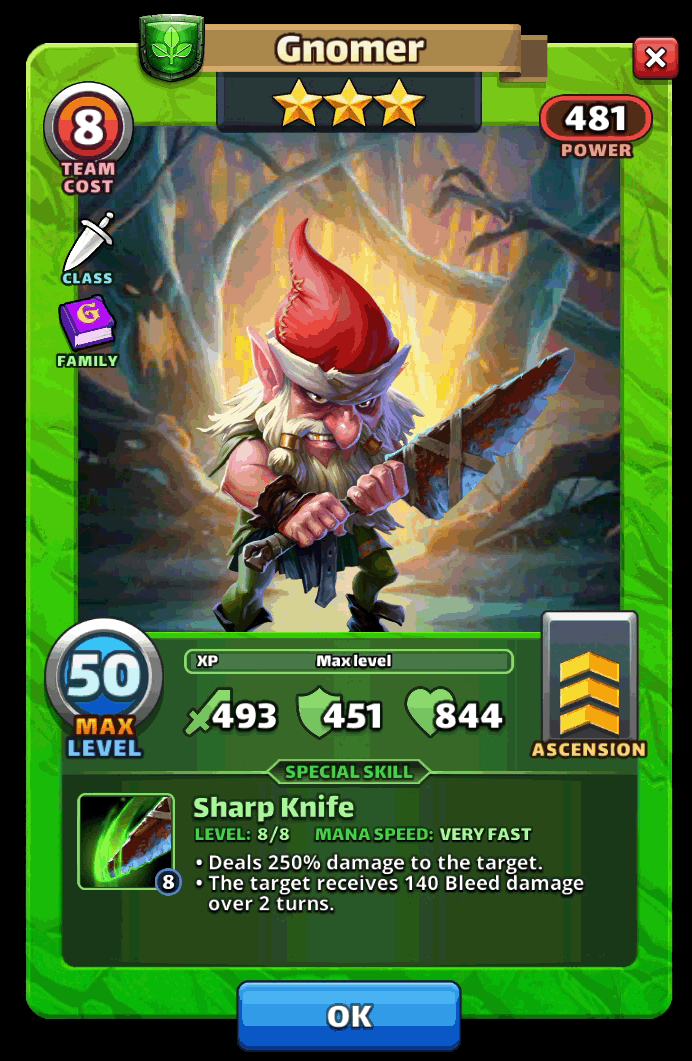 Gnomer
8
TEAM
COST
481
POWER
CLASS
G
FAMILY
50
MAX
LEVEL
XP Max level
493 451 844
ASCENSION
SPECIAL SKILL
Sharp Knife
LEVEL: 8/8 MANA SPEED: VERY FAST
8
• Deals 250% damage to the target.
• The target receives 140 Bleed damage
over 2 turns.
OK